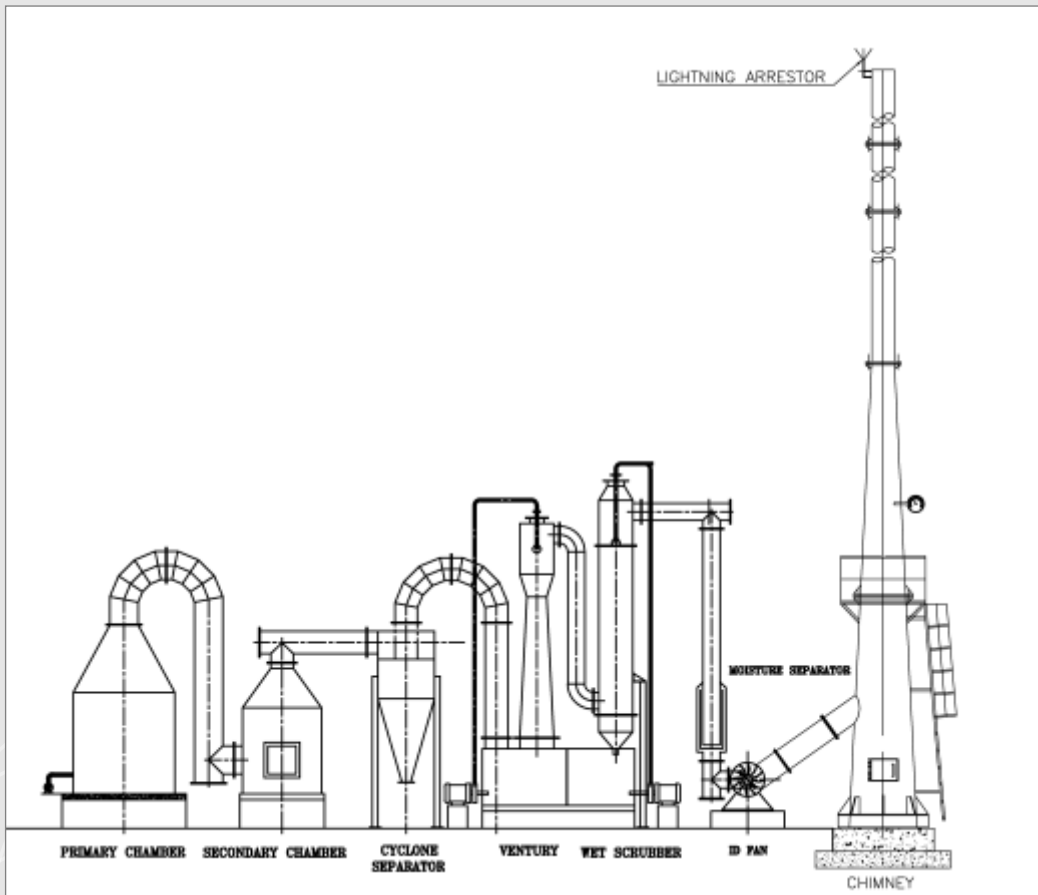 LIGHTNING ARRESTOR
MOISTURE SEPARATOR
PRIMARY CHAMBER
SECONDARY CHAMBER
CYCLONE
SEPARATOR
VENTURY
WET SCRUBBER
ID FAN
CHIMNEY